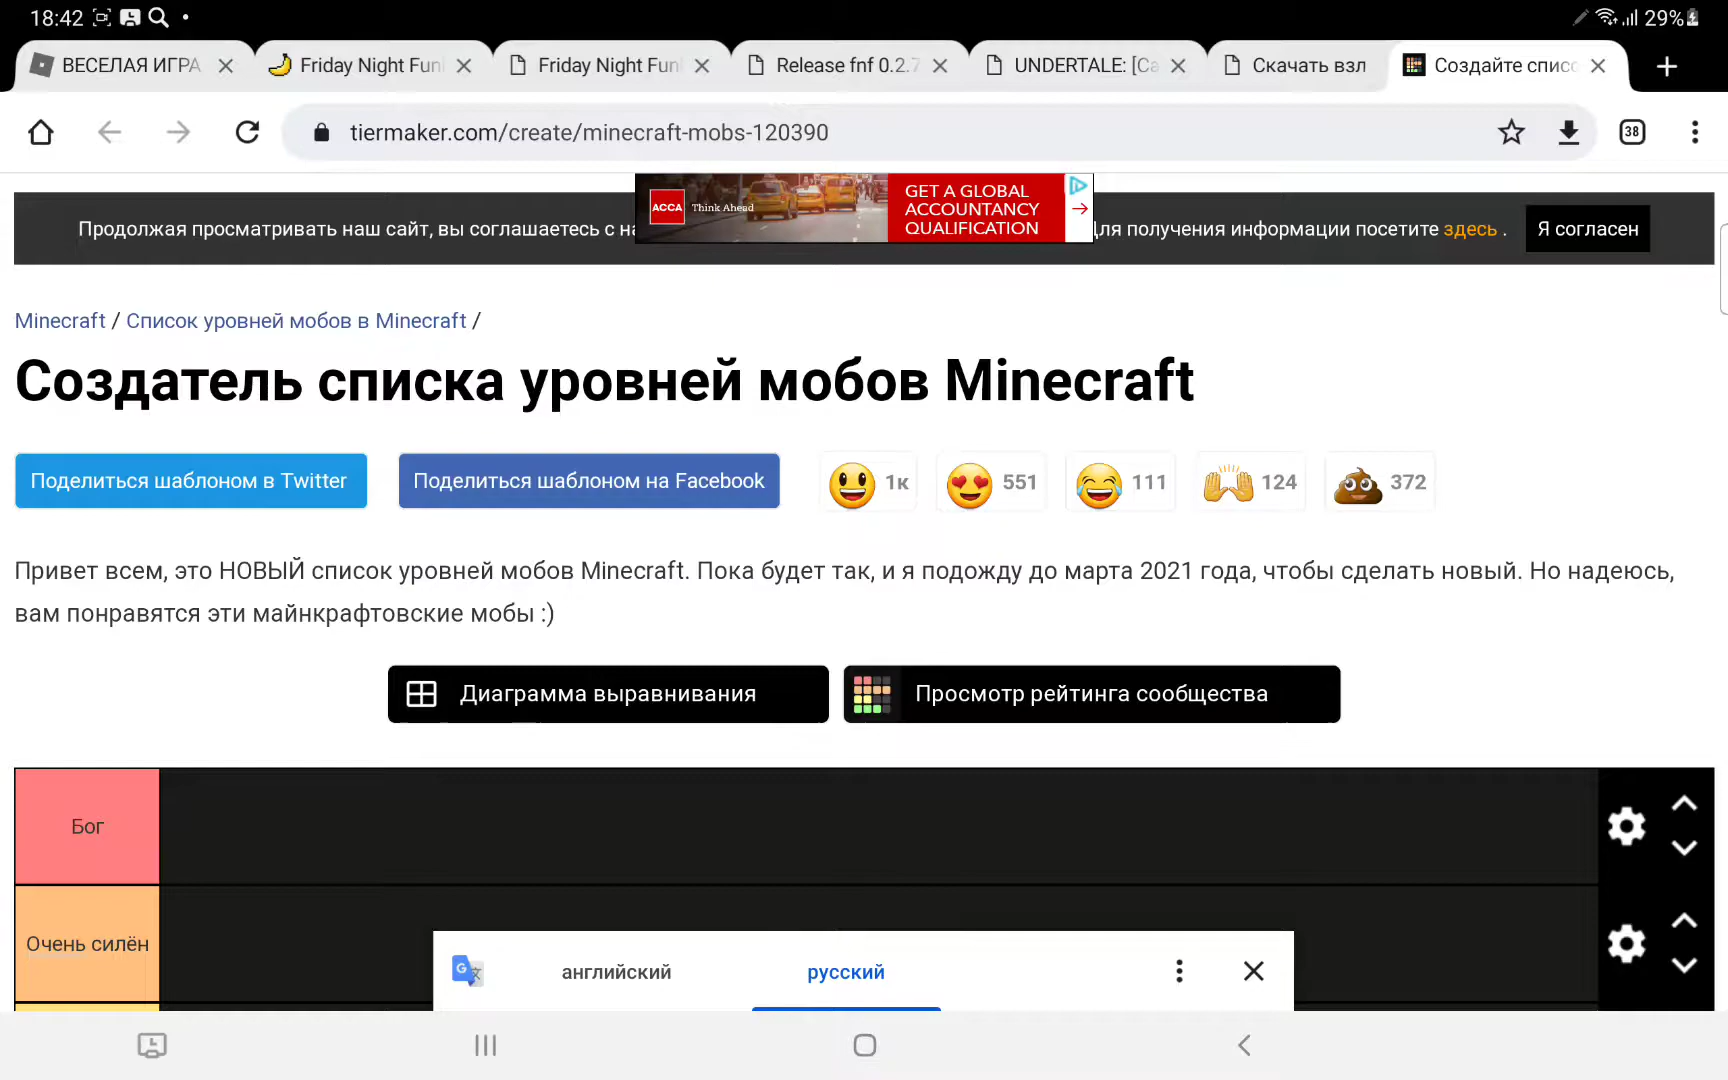 18:42
29%
ВЕСЕЛАЯ ИГРА
Friday Night Fun
Friday Night Fun
Release fnf 0.2.7
UNDERTALE: [Ca
Скачать взл
Создайте списо
tiermaker.com/create/minecraft-mobs-120390
38
ACCA Think Ahead
GET A GLOBAL
ACCOUNTANCY
QUALIFICATION
Продолжая просматривать наш сайт, вы соглашаетесь с на
для получения информации посетите здесь .
Я согласен
Minecraft / Список уровней мобов в Minecraft /
Создатель списка уровней мобов Minecraft
Поделиться шаблоном в Twitter
Поделиться шаблоном на Facebook
1к
551
111
124
372
Привет всем, это НОВЫЙ список уровней мобов Minecraft. Пока будет так, и я подожду до марта 2021 года, чтобы сделать новый. Но надеюсь,
вам понравятся эти майнкрафтовские мобы :)
Диаграмма выравнивания
Просмотр рейтинга сообщества
Бог
Очень силён
английский
русский